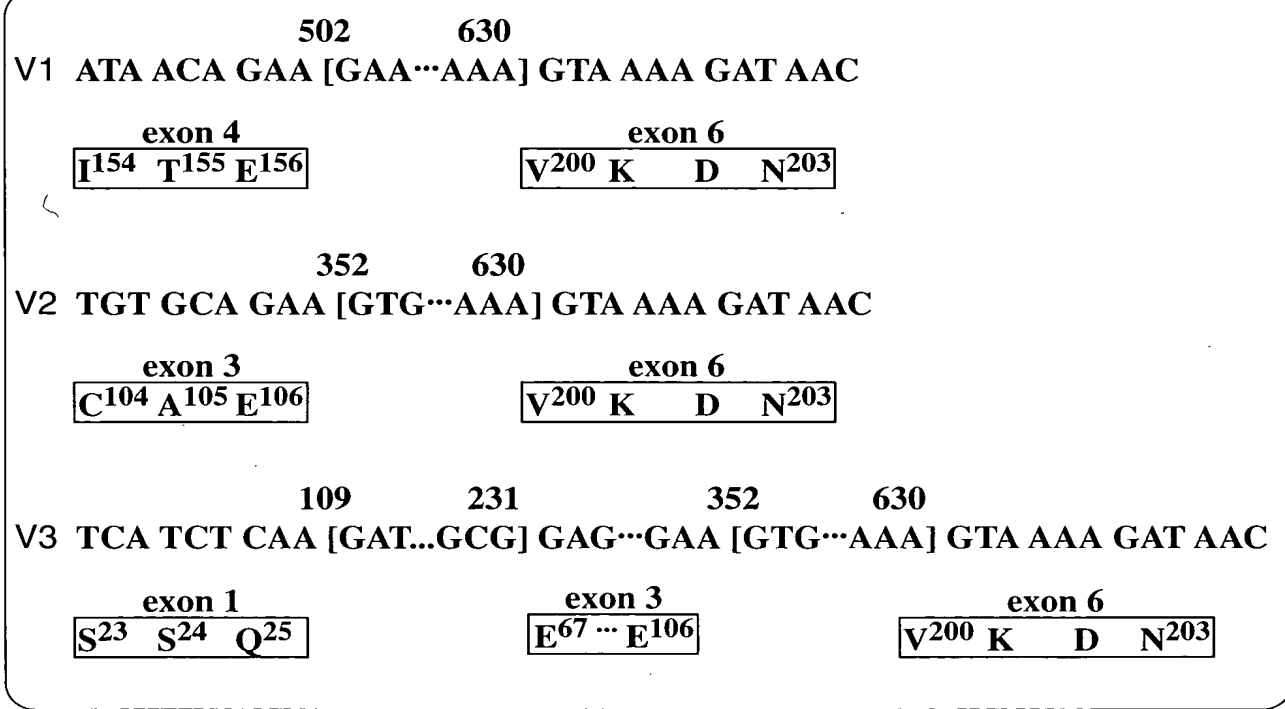 502 630
V1 ATA ACA GAA [GAA···AAA] GTA AAA GAT AAC
exon 4 exon 6
I154 T155 E156 V200 K D N203
352 630
V2 TGT GCA GAA [GTG···AAA] GTA AAA GAT AAC
exon 3 exon 6
C104 A105 E106 V200 K D N203
109 231 352 630
V3 TCA TCT CAA [GAT...GCG] GAG···GAA [GTG···AAA] GTA AAA GAT AAC
exon 1 exon 3 exon 6
S23 S24 Q25 E67 ··· E106 V200 K D N203